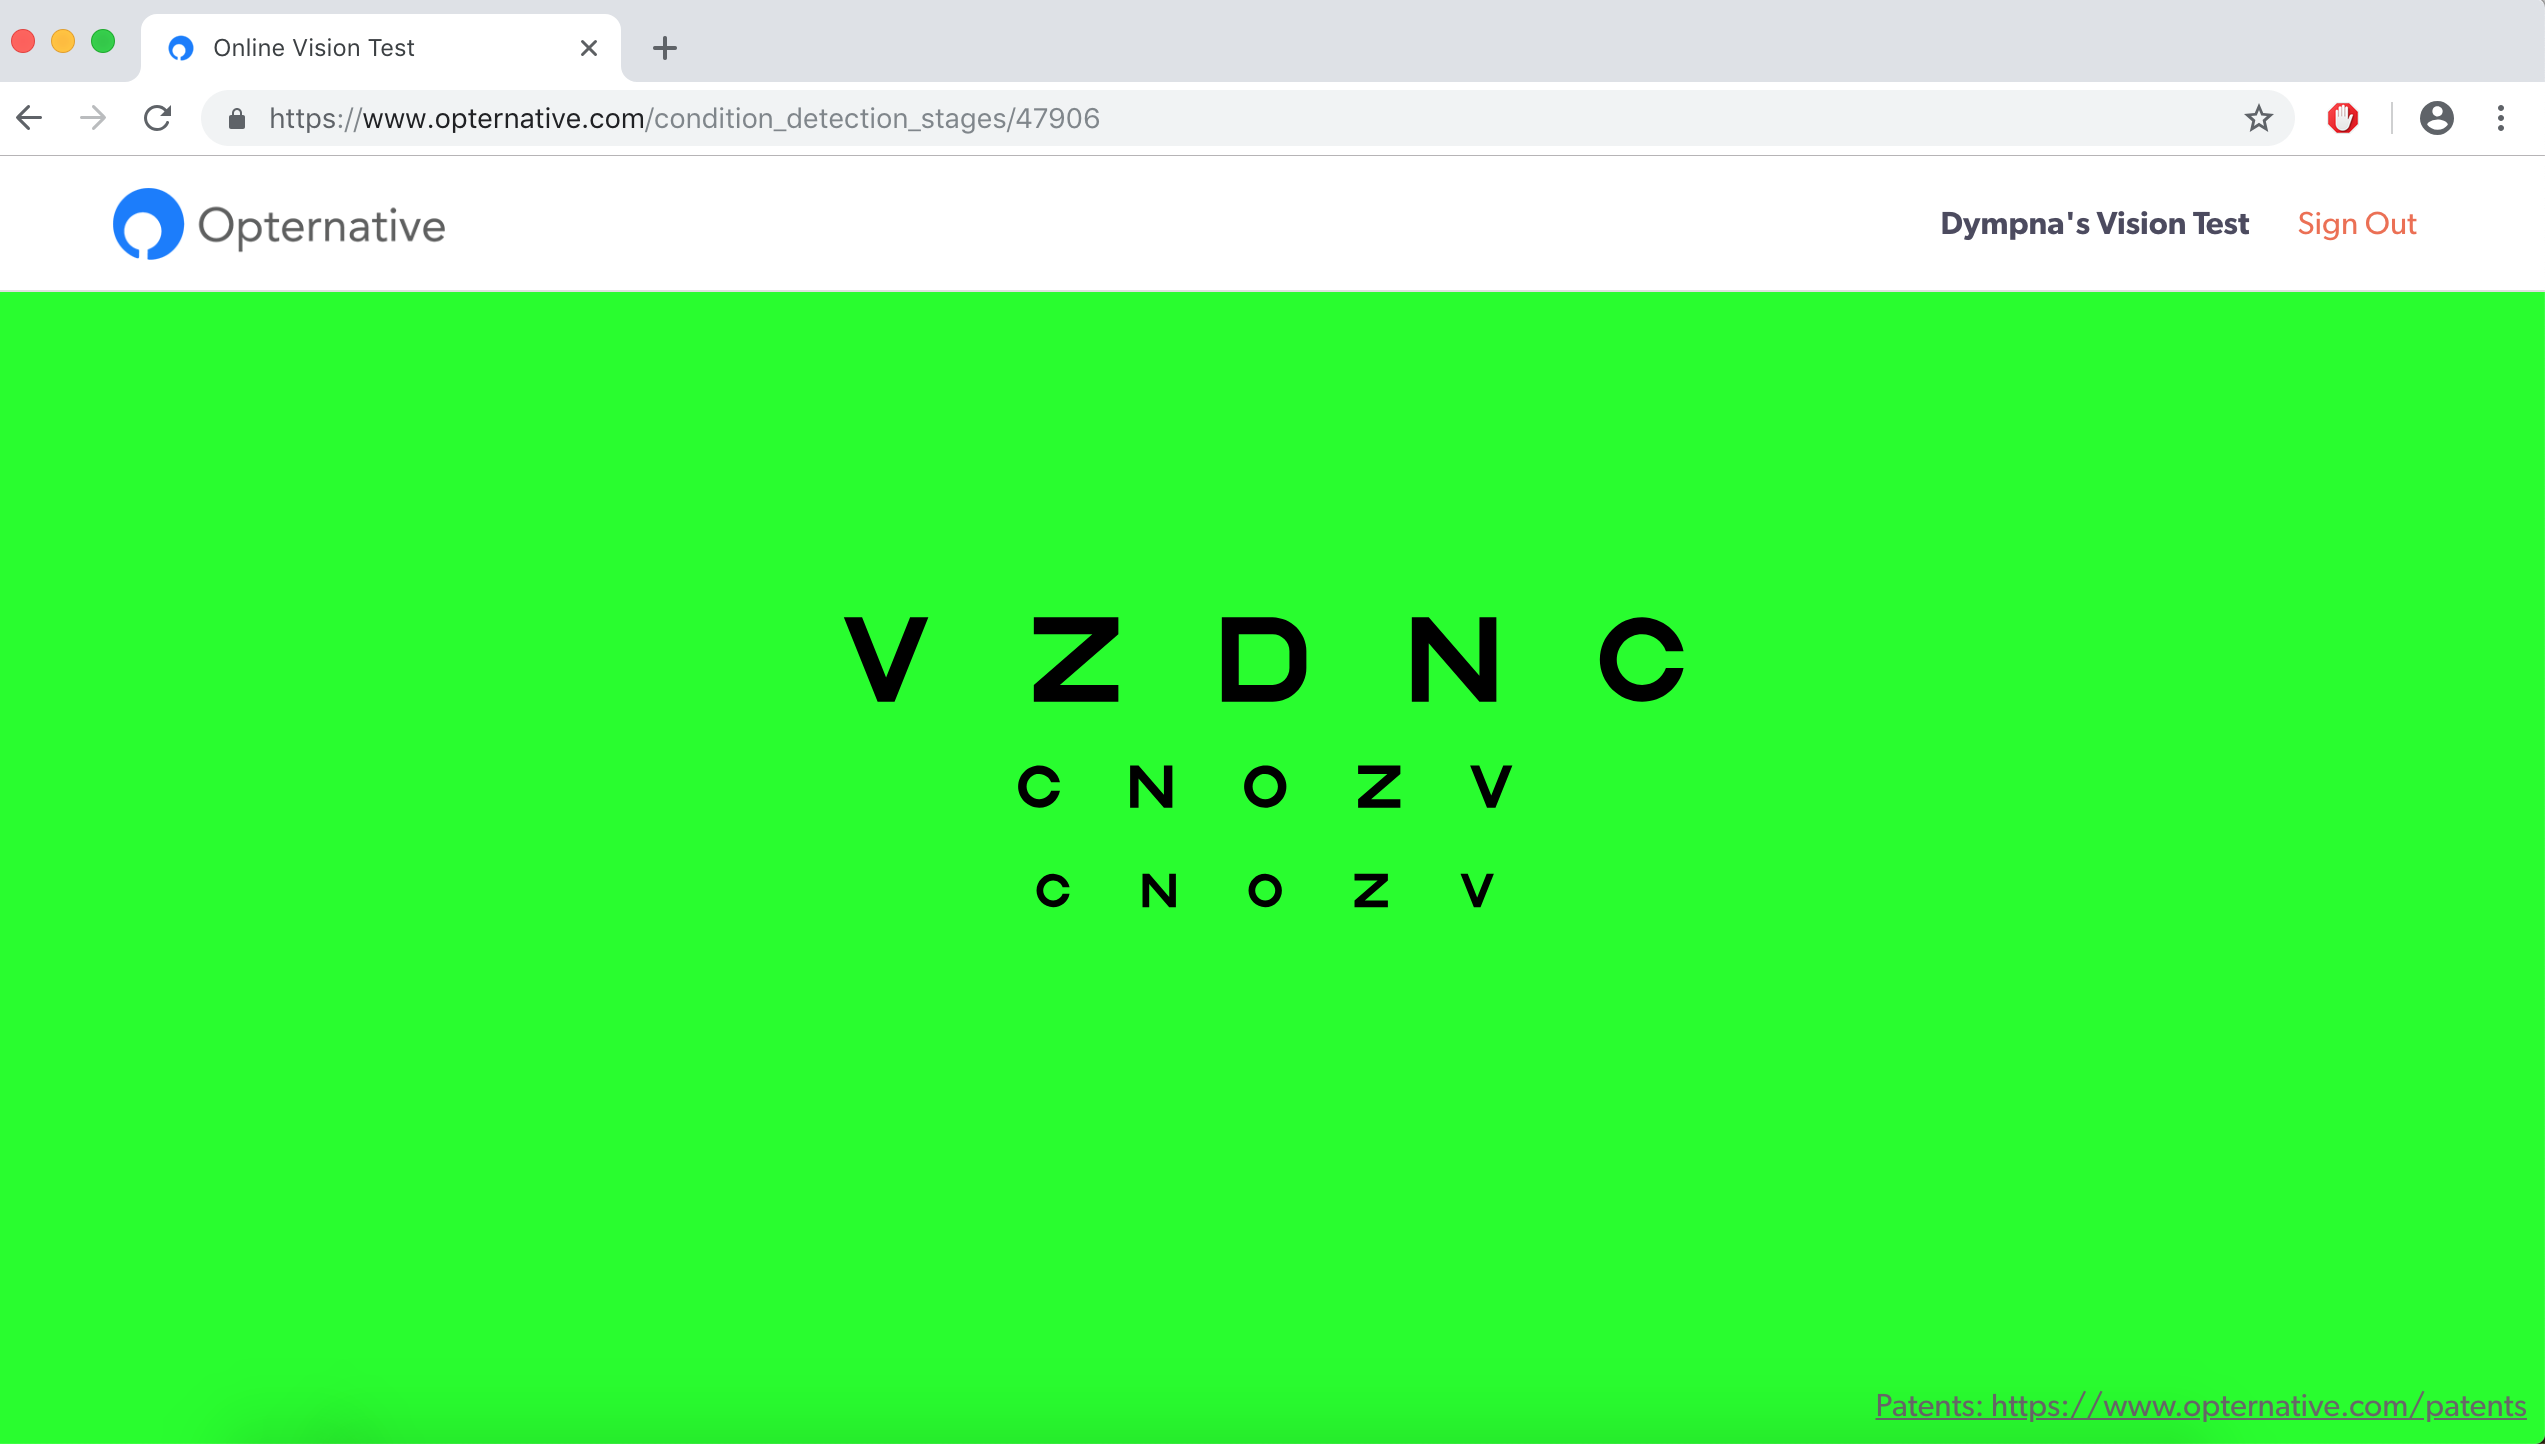 Online Vision Test
https://www.opternative.com/condition_detection_stages/47906
Opternative
Dympna's Vision Test Sign Out
V Z D N C
C N O Z V
C N O Z V
Patents: https://www.opternative.com/patents